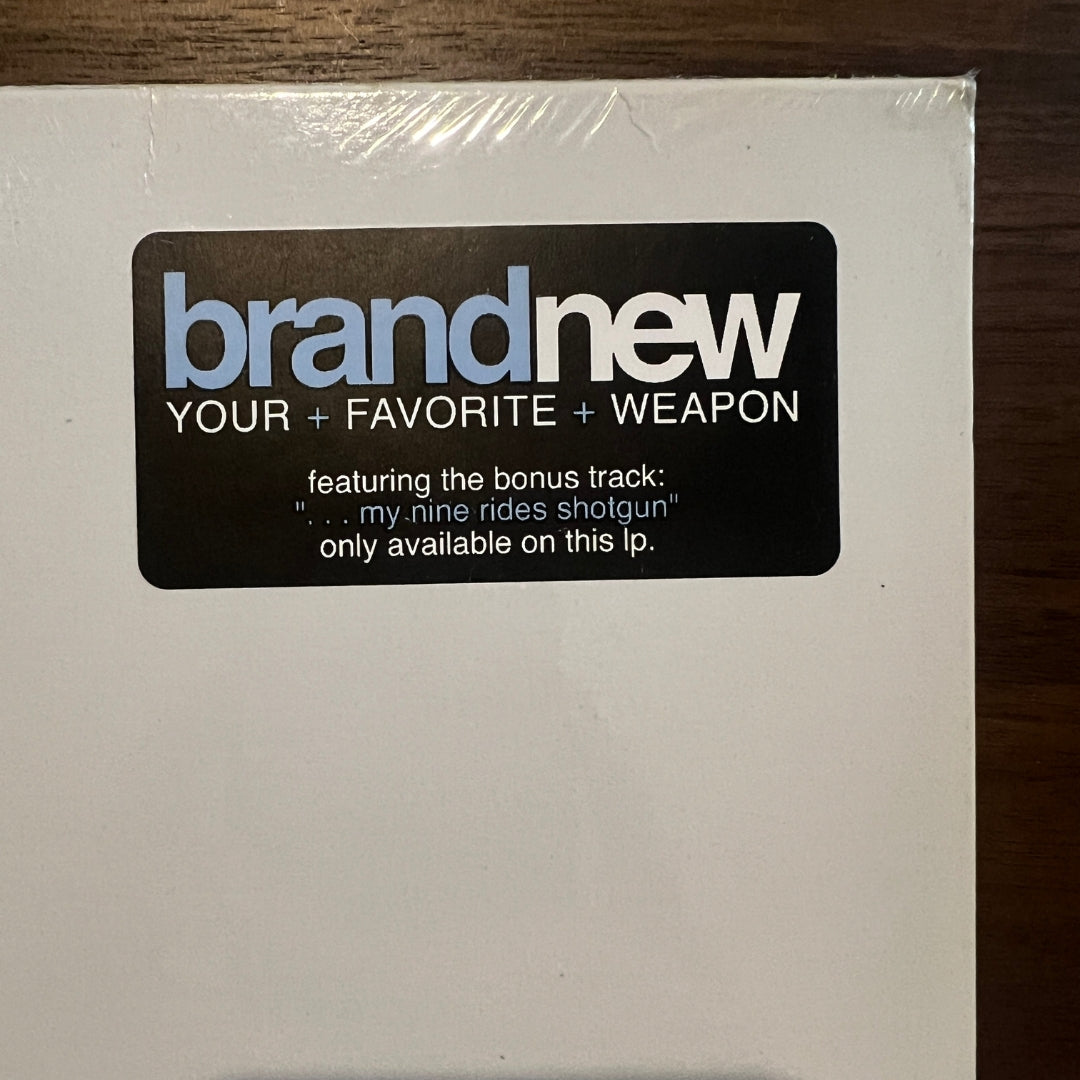 brandnew
YOUR + FAVORITE + WEAPON
featuring the bonus track:
". . . my nine rides shotgun"
only available on this lp.